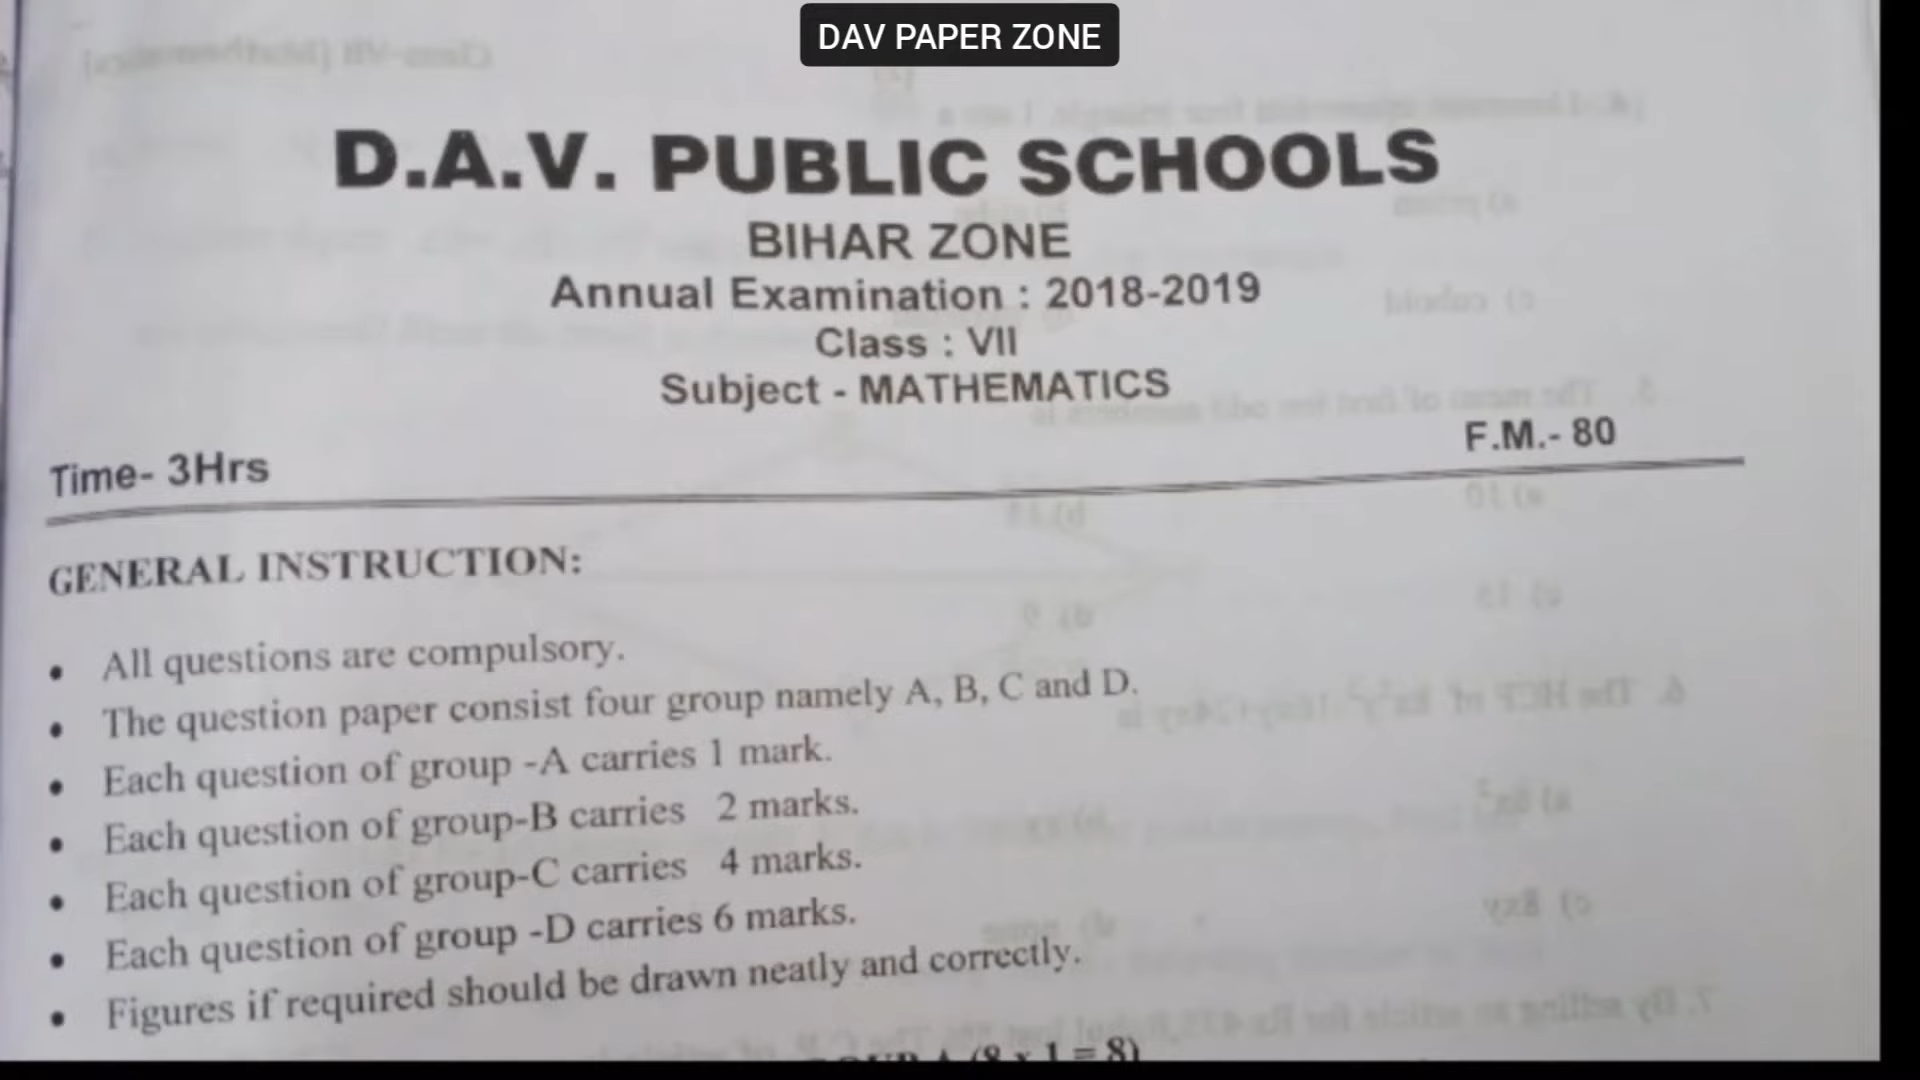 DAV PAPER ZONE
D.A.V. PUBLIC SCHOOLS
BIHAR ZONE
Annual Examination : 2018-2019
Class : VII
Subject - MATHEMATICS
F.M.- 80
Time- 3Hrs
GENERAL INSTRUCTION:
• All questions are compulsory.
• The question paper consist four group namely A, B, C and D.
• Each question of group -A carries 1 mark.
• Each question of group-B carries 2 marks.
• Each question of group-C carries 4 marks.
• Each question of group -D carries 6 marks.
• Figures if required should be drawn neatly and correctly.
A (8 x 1 = 8)